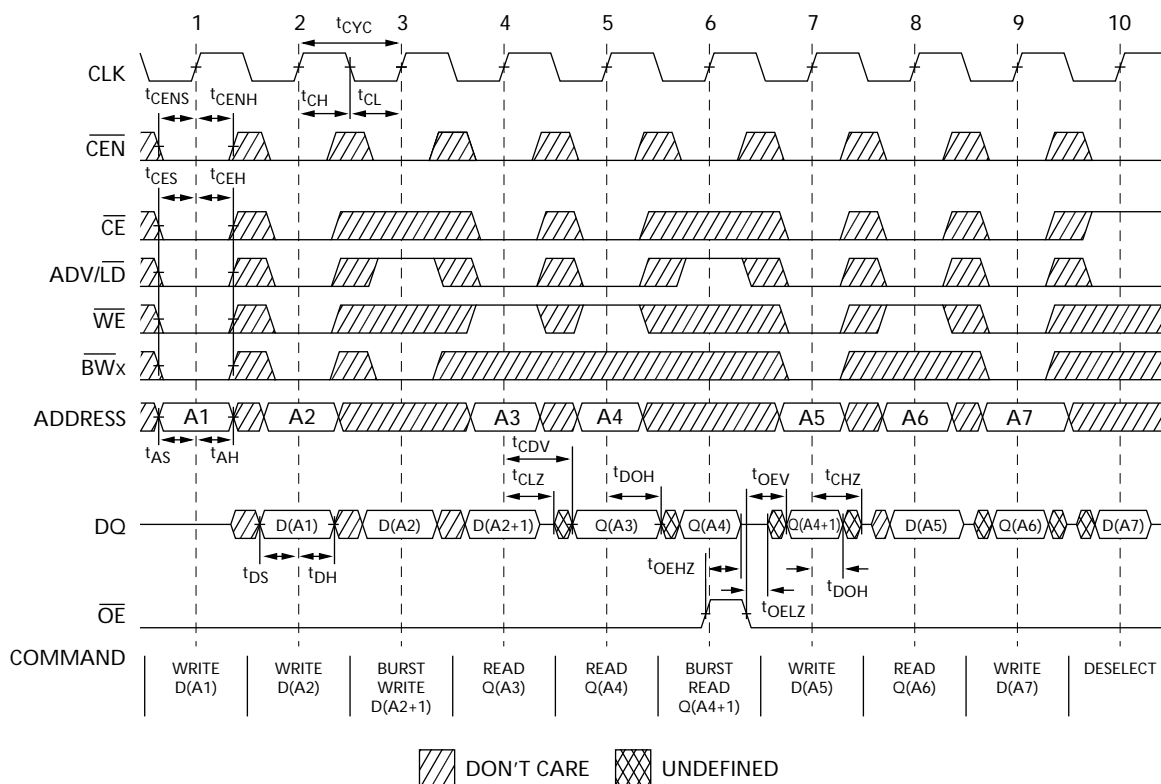 1 2 3 4 5 6 7 8 9 10
tCYC
CLK
tCENS tCENH tCH tCL
CEN
tCES tCEH
CE
ADV/LD
WE
BWx
ADDRESS A1 A2 A3 A4 A5 A6 A7
tAS tAH tCDV
tCLZ tDOH tOEV tCHZ
DQ D(A1) D(A2) D(A2+1) Q(A3) Q(A4) Q(A4+1) D(A5) Q(A6) D(A7)
tDS tDH tOEHZ tDOH
tOELZ
OE
COMMAND
WRITE D(A1)
WRITE D(A2)
BURST WRITE D(A2+1)
READ Q(A3)
READ Q(A4)
BURST READ Q(A4+1)
WRITE D(A5)
READ Q(A6)
WRITE D(A7)
DESELECT
DON'T CARE UNDEFINED